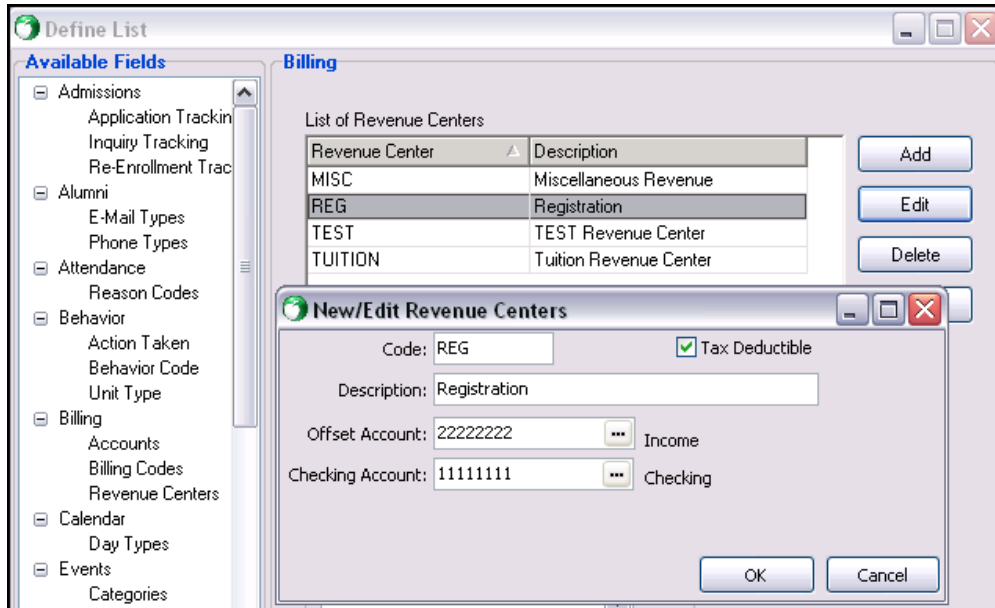 Define List
Available Fields
Admissions
Application Trackin
Inquiry Tracking
Re-Enrollment Trac
Alumni
E-Mail Types
Phone Types
Attendance
Reason Codes
Behavior
Action Taken
Behavior Code
Unit Type
Billing
Accounts
Billing Codes
Revenue Centers
Calendar
Day Types
Events
Categories
Billing
List of Revenue Centers
Revenue Center Description
MISC Miscellaneous Revenue
REG Registration
TEST TEST Revenue Center
TUITION Tuition Revenue Center
Add
Edit
Delete
New/Edit Revenue Centers
Code: REG Tax Deductible
Description: Registration
Offset Account: 22222222 ... Income
Checking Account: 11111111 ... Checking
OK Cancel